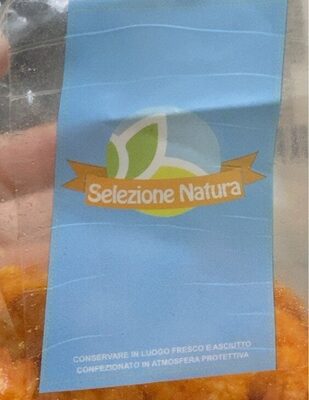 Selezione Natura
CONSERVARE IN LUOGO FRESCO E ASCIUTTO
CONFEZIONATO IN ATMOSFERA PROTETTIVA